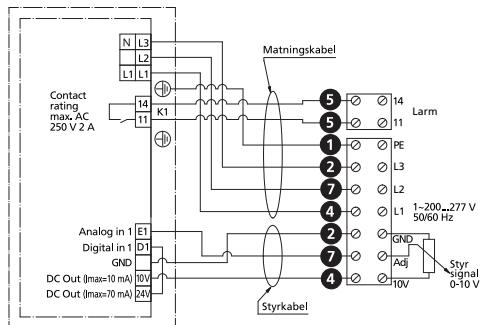 N L3
L2
L1 L1
Matningskabel
Contact
rating
max. AC
250 V 2 A
14
11
K1
5
5
1
2
7
4
2
7
4
14
11
Larm
PE
L3
L2
L1
1~200...277 V
50/60 Hz
GND
Adj
10V
Styr
signal
0-10 V
Analog in 1 E1
Digital in 1 D1
GND
DC Out (Jmax=10 mA) 10V
DC Out (Jmax=70 mA) 24V
Styrkabel